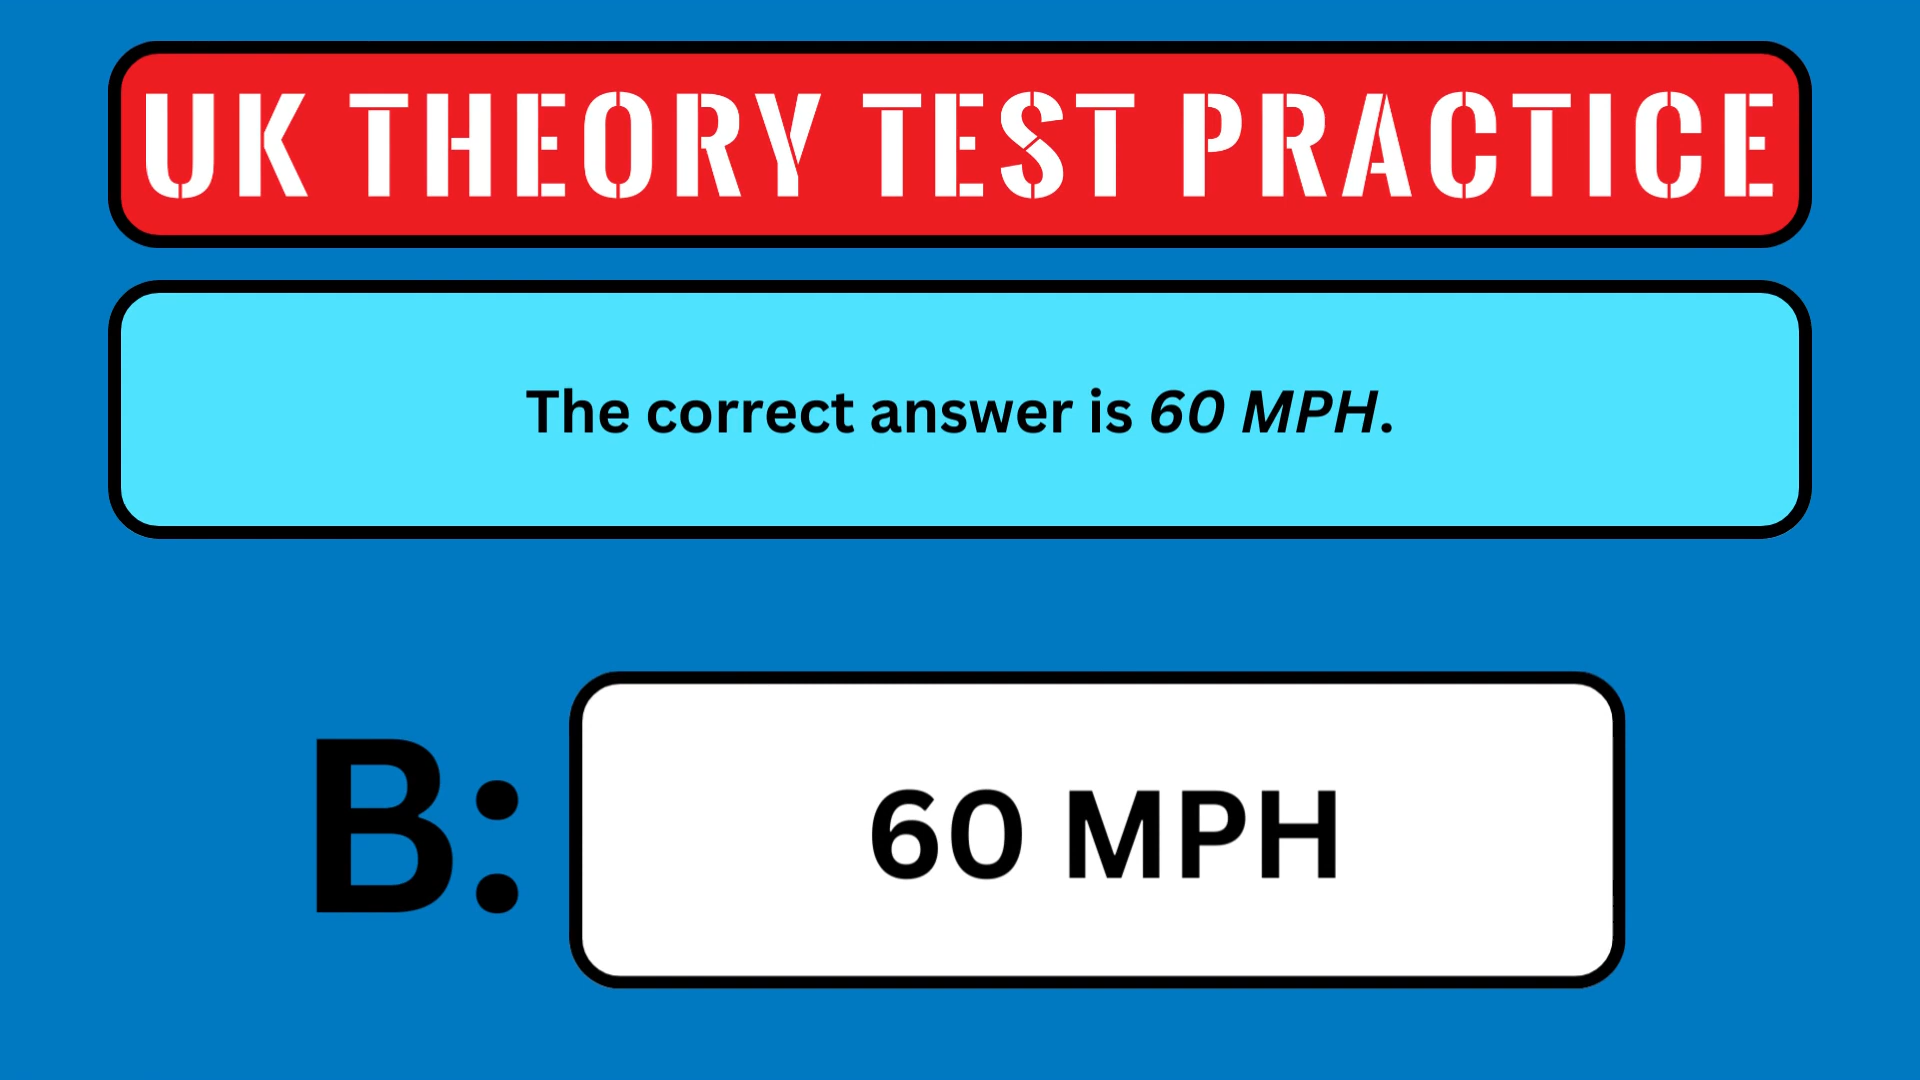 UK THEORY TEST PRACTICE
The correct answer is 60 MPH.
B: 60 MPH